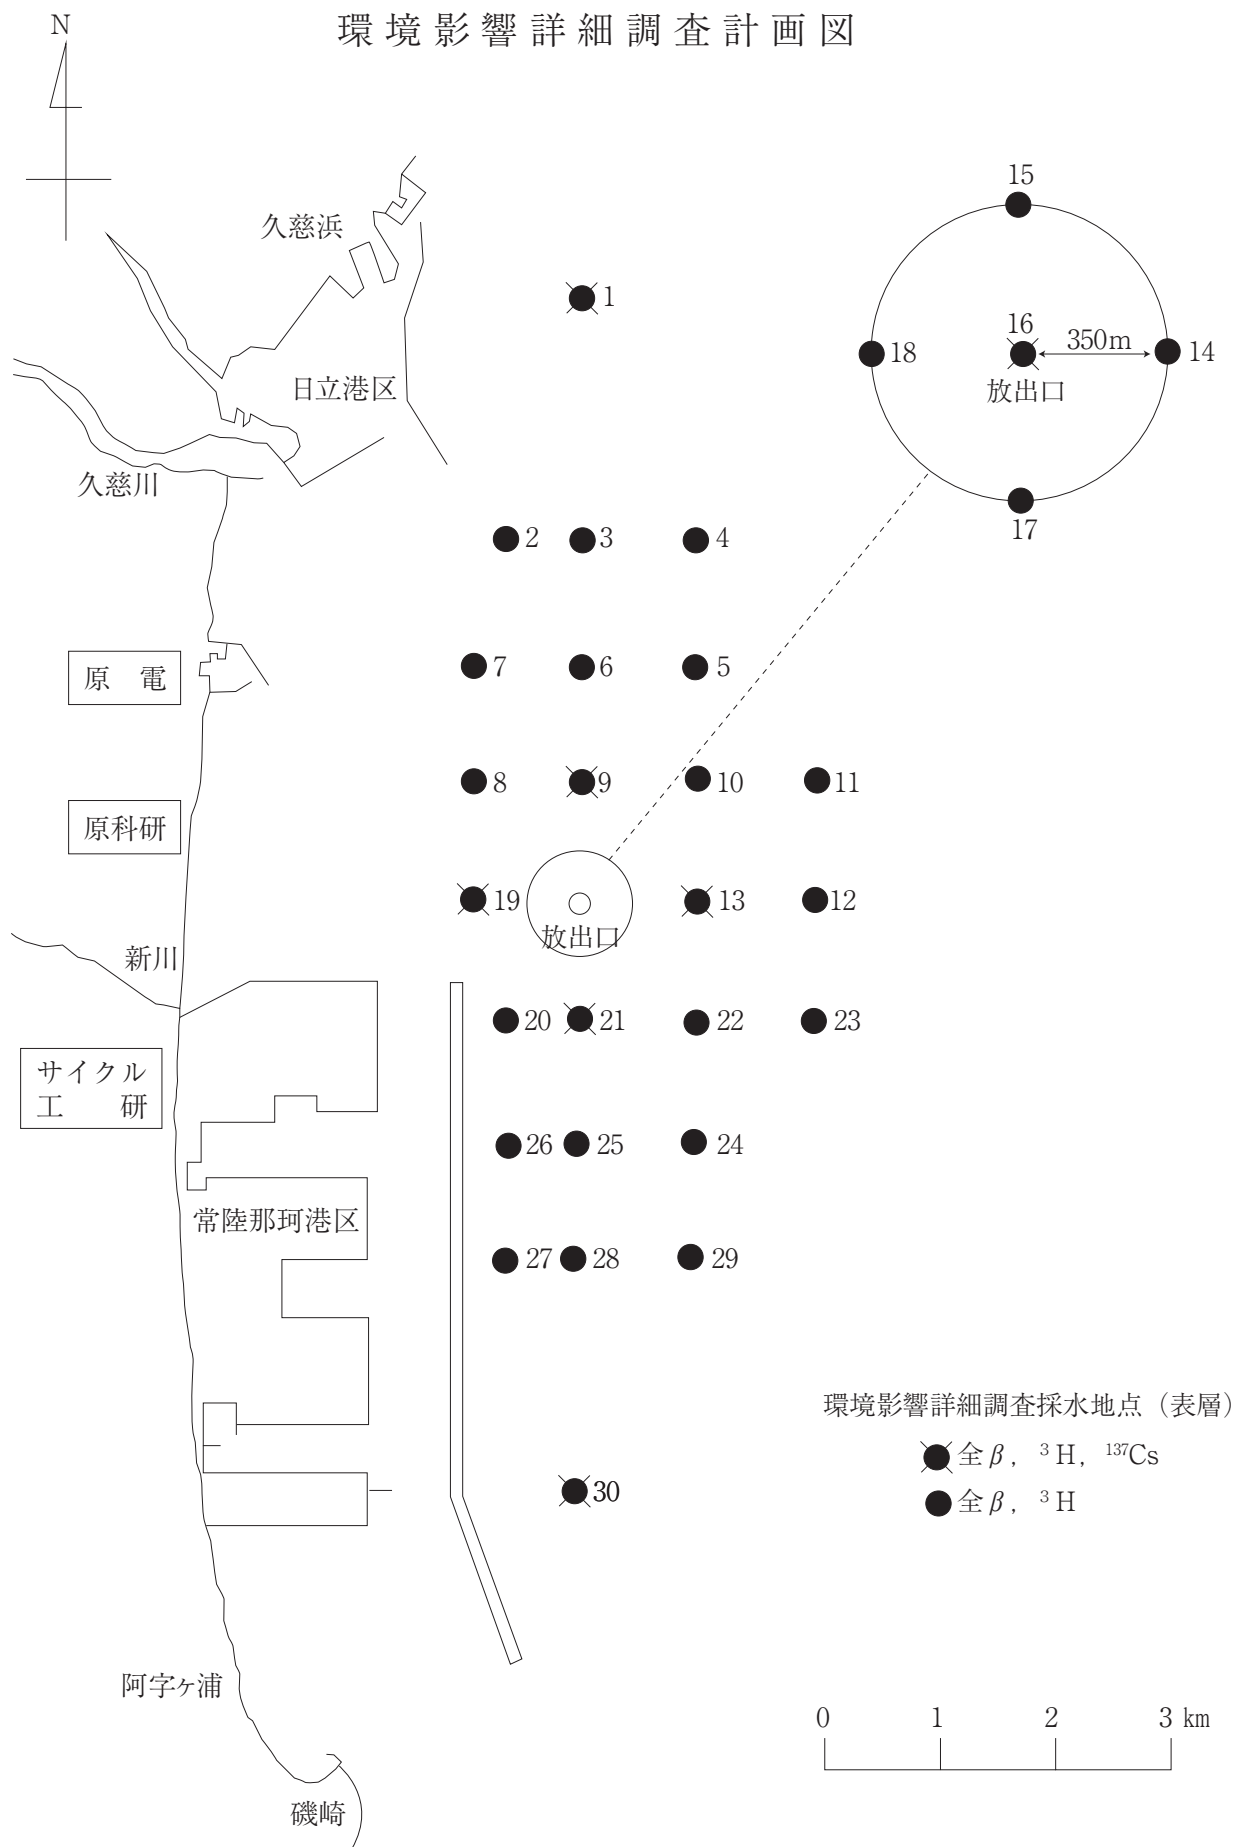 環境影響詳細調査計画図
N
久慈浜
15
1
16
350m
18
14
放出口
日立港区
久慈川
17
2
3
4
原 電
7
6
5
8
9
10
11
原科研
19
13
12
放出口
新川
20
21
22
23
サイクル
工 研
26
25
24
常陸那珂港区
27
28
29
環境影響詳細調査採水地点（表層）
全β， ³H， ¹³⁷Cs
30
全β， ³H
阿字ヶ浦
0 1 2 3 km
磯崎